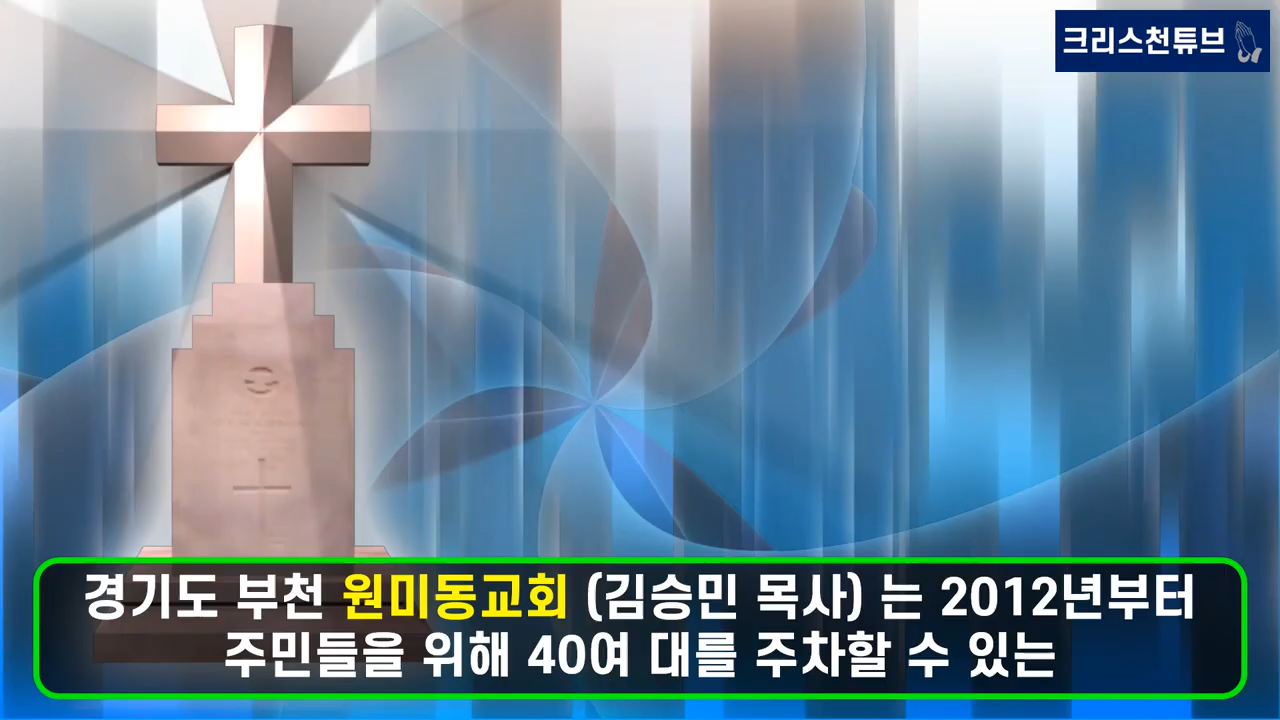 크리스천튜브
경기도 부천 원미동교회 (김승민 목사) 는 2012년부터
주민들을 위해 40여 대를 주차할 수 있는